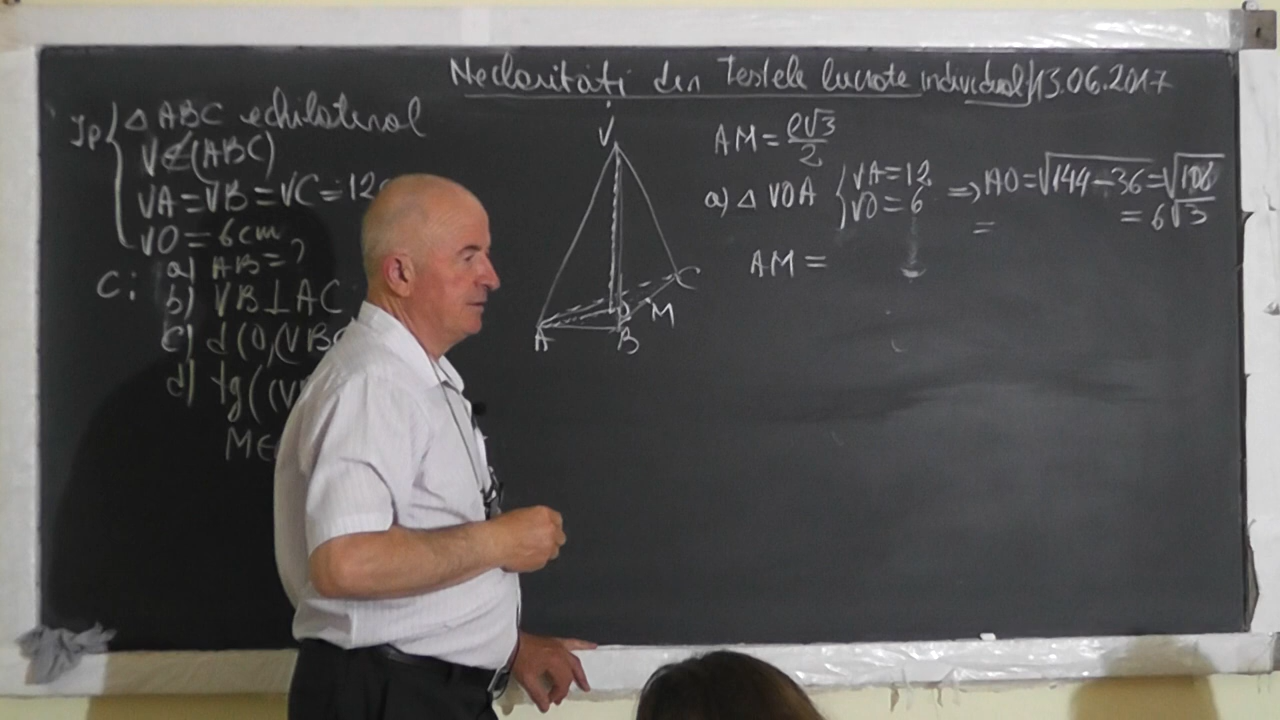 Neclarități din Testele lucrate individual/13.06.2017
Ip { △ ABC echilateral
V∉(ABC)
VA=VB=VC=12c
VO=6cm
C: a) AB=?
b) VB⊥AC
c) d(O,(VBC
d) tg((V
M∈
V
A
B
C
O
M
AM = ℓ√3/2
a) △ VOA { VA=12
VO=6
⇒ AO=√144-36=√108
= 6√3
=
AM =